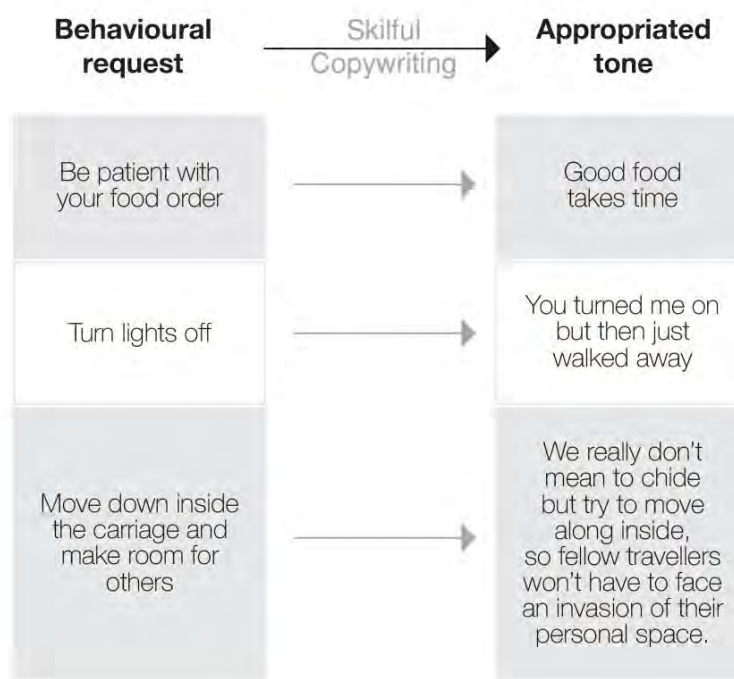 Behavioural
request
Skilful
Copywriting
Appropriated
tone
Be patient with
your food order
Good food
takes time
Turn lights off
You turned me on
but then just
walked away
Move down inside
the carriage and
make room for
others
We really don't
mean to chide
but try to move
along inside,
so fellow travellers
won't have to face
an invasion of their
personal space.